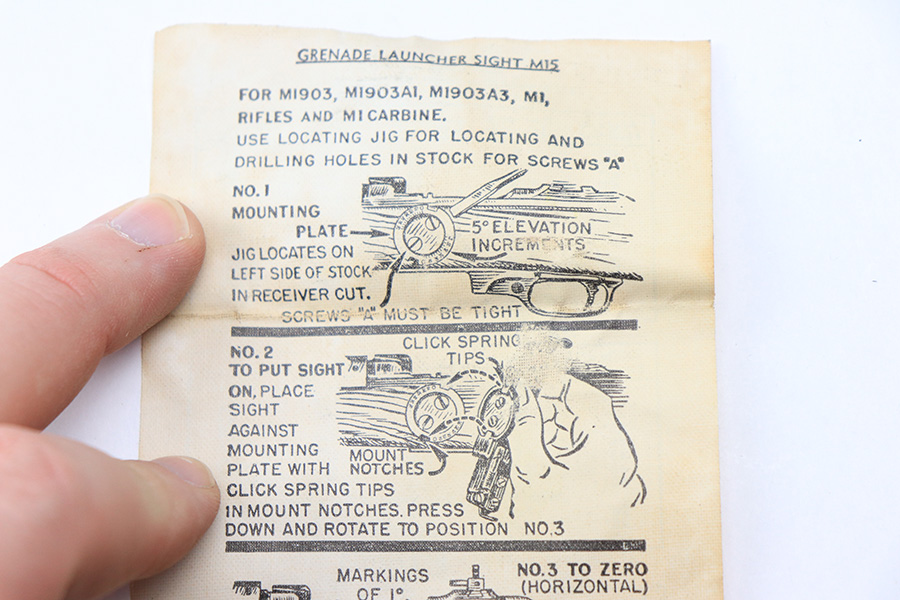 GRENADE LAUNCHER SIGHT M15
FOR M1903, M1903A1, M1903A3, M1,
RIFLES AND M1 CARBINE.
USE LOCATING JIG FOR LOCATING AND
DRILLING HOLES IN STOCK FOR SCREWS "A"
NO.1
MOUNTING
PLATE
JIG LOCATES ON
LEFT SIDE OF STOCK
IN RECEIVER CUT.
5° ELEVATION
INCREMENTS
SCREWS "A" MUST BE TIGHT
NO. 2
TO PUT SIGHT
ON, PLACE
SIGHT
AGAINST
MOUNTING
PLATE WITH
CLICK SPRING TIPS
IN MOUNT NOTCHES. PRESS
DOWN AND ROTATE TO POSITION NO.3
CLICK SPRING
TIPS
MOUNT
NOTCHES
MARKINGS
OF 1°
NO.3 TO ZERO
(HORIZONTAL)